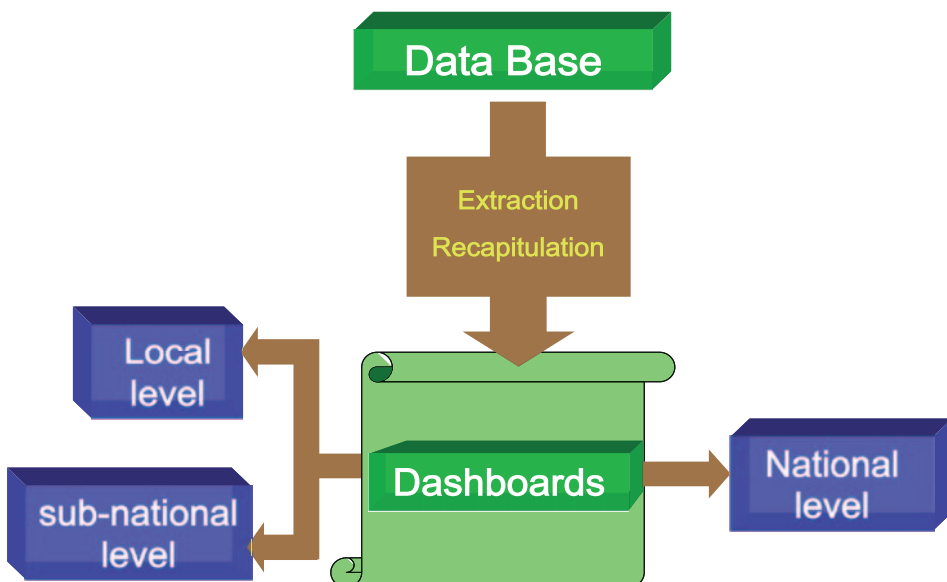 Data Base
Extraction
Recapitulation
Local
level
Dashboards
National
level
sub-national
level